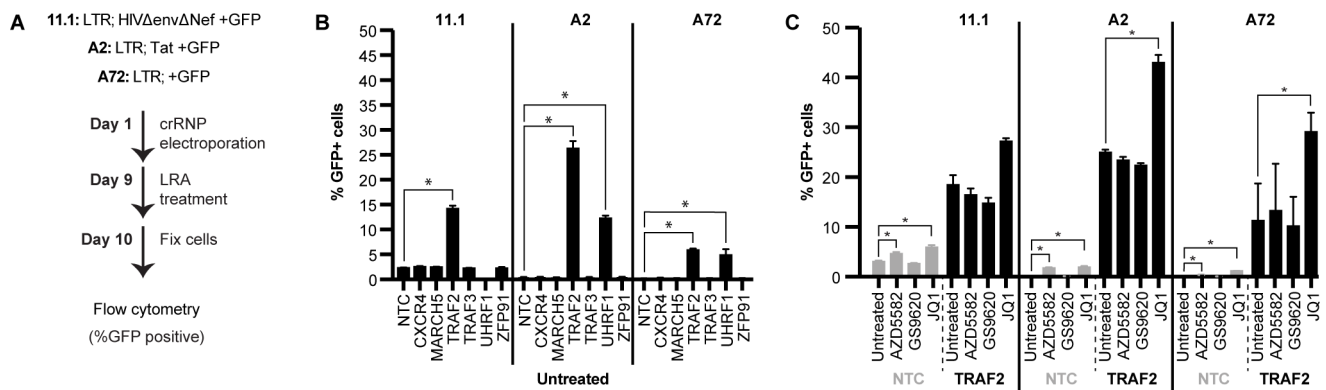 A
11.1: LTR; HIVΔenvΔNef +GFP
A2: LTR; Tat +GFP
A72: LTR; +GFP
Day 1
crRNP
electroporation
Day 9
LRA
treatment
Day 10
Fix cells
Flow cytometry
(%GFP positive)
B
11.1
A2
A72
% GFP+ cells
50
45
40
35
30
25
20
15
10
5
0
*
*
*
*
*
NTC
CXCR4
MARCH5
TRAF2
TRAF3
UHRF1
ZFP91
NTC
CXCR4
MARCH5
TRAF2
TRAF3
UHRF1
ZFP91
NTC
CXCR4
MARCH5
TRAF2
TRAF3
UHRF1
ZFP91
Untreated
C
11.1
A2
A72
% GFP+ cells
50
40
30
20
10
0
*
*
*
*
*
*
*
*
Untreated
AZD5582
GS9620
JQ1
Untreated
AZD5582
GS9620
JQ1
Untreated
AZD5582
GS9620
JQ1
Untreated
AZD5582
GS9620
JQ1
Untreated
AZD5582
GS9620
JQ1
Untreated
AZD5582
GS9620
JQ1
NTC
TRAF2
NTC
TRAF2
NTC
TRAF2